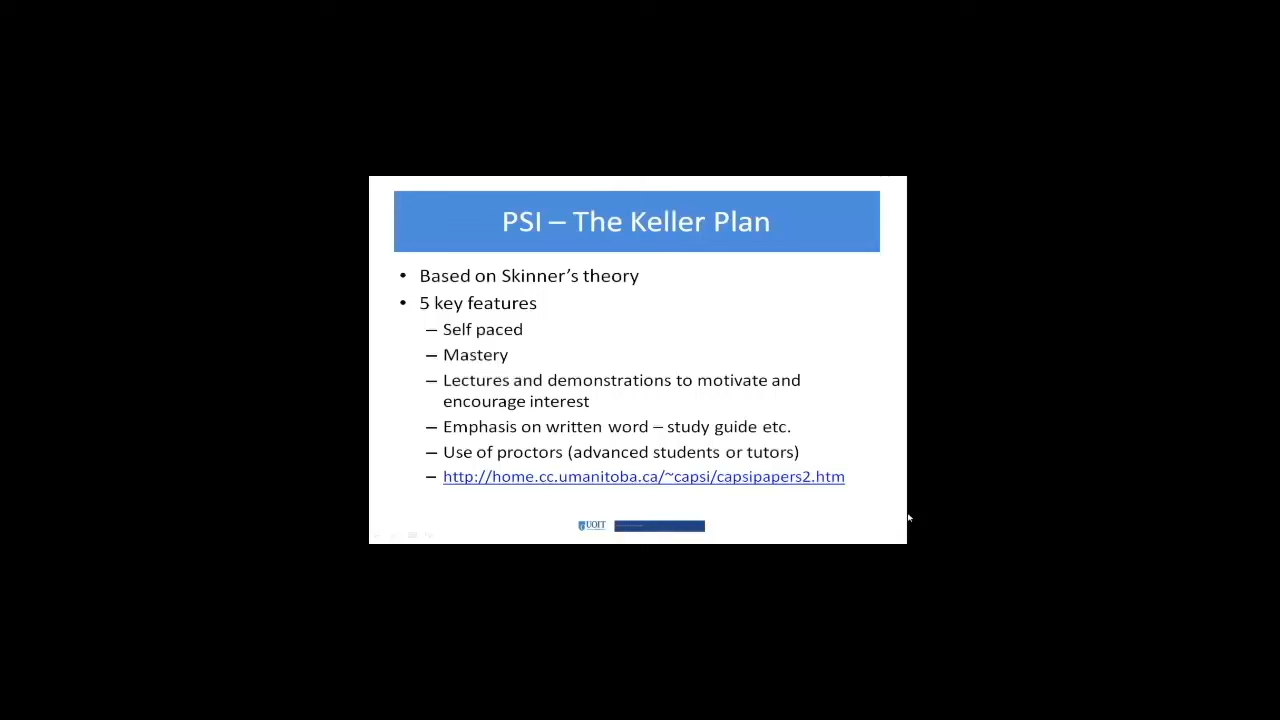 PSI – The Keller Plan
• Based on Skinner's theory
• 5 key features
– Self paced
– Mastery
– Lectures and demonstrations to motivate and
encourage interest
– Emphasis on written word – study guide etc.
– Use of proctors (advanced students or tutors)
– http://home.cc.umanitoba.ca/~capsi/capsipapers2.htm
UOIT